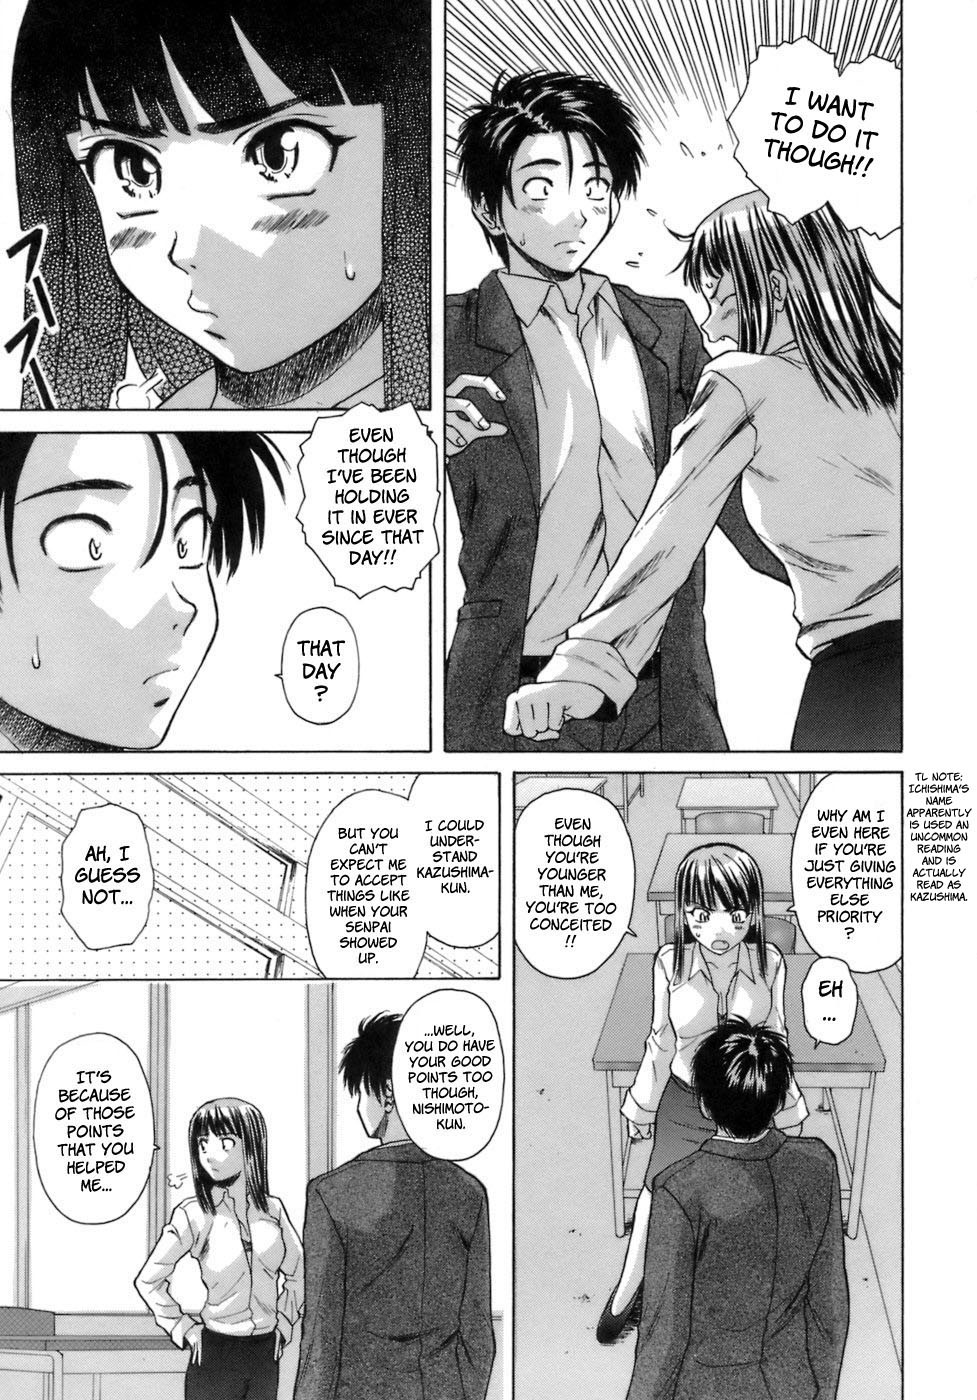 I WANT
TO DO IT
THOUGH!!
EVEN
THOUGH
I'VE BEEN
HOLDING
IT IN EVER
SINCE THAT
DAY!!
THAT
DAY
?
TL NOTE:
ICHISHIMA'S
NAME
APPARENTLY
IS USED AN
UNCOMMON
READING
AND IS
ACTUALLY
READ AS
KAZUSHIMA.
WHY AM I
EVEN HERE
IF YOU'RE
JUST GIVING
EVERYTHING
ELSE
PRIORITY
?
EH
...
EVEN
THOUGH
YOU'RE
YOUNGER
THAN ME,
YOU'RE TOO
CONCEITED
!!
I COULD
UNDER-
STAND
KAZUSHIMA-
KUN.
BUT YOU
CAN'T
EXPECT ME
TO ACCEPT
THINGS LIKE
WHEN YOUR
SENPAI
SHOWED
UP.
AH, I
GUESS
NOT...
...WELL,
YOU DO HAVE
YOUR GOOD
POINTS TOO
THOUGH,
NISHIMOTO-
KUN.
IT'S
BECAUSE
OF THOSE
POINTS
THAT YOU
HELPED
ME...